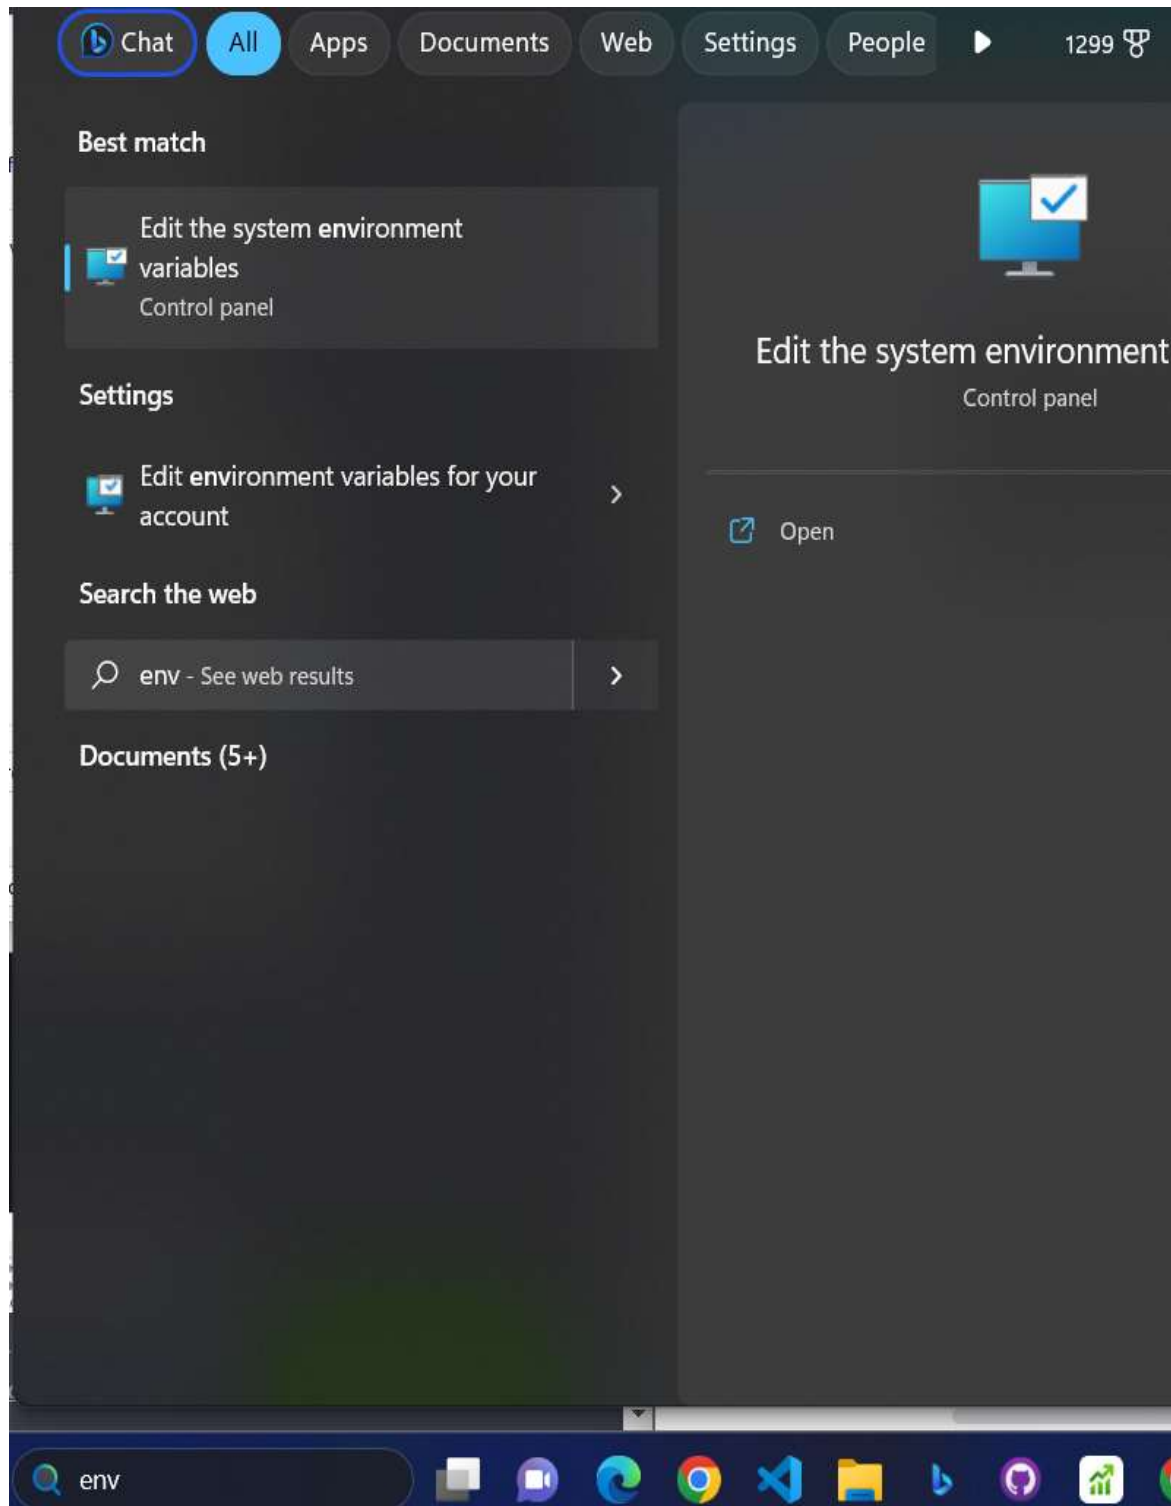 Chat All Apps Documents Web Settings People 1299
Best match
Edit the system environment
variables
Control panel
Edit the system environment
Control panel
Settings
Edit environment variables for your
account
Open
Search the web
env - See web results
Documents (5+)
env